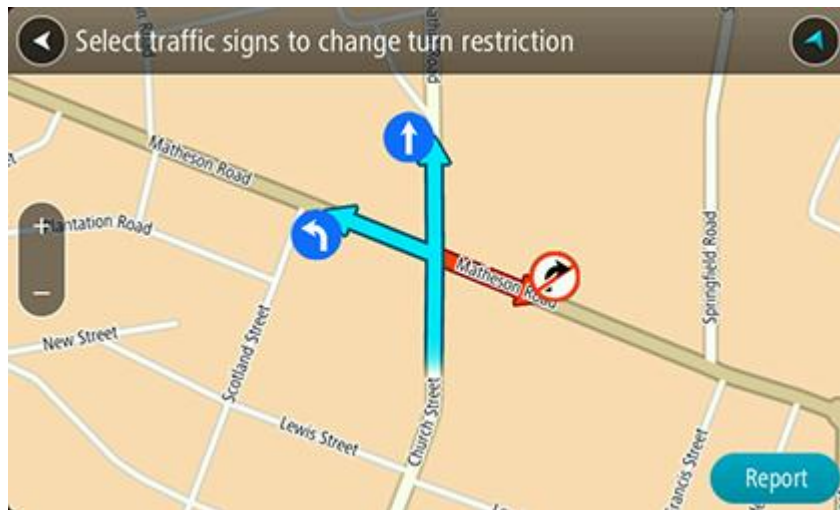 Select traffic signs to change turn restriction
Road
Matheson Road
Plantation Road
Matheson Road
Springfield Road
New Street
Scotland Street
Lewis Street
Church Street
Francis Street
Report